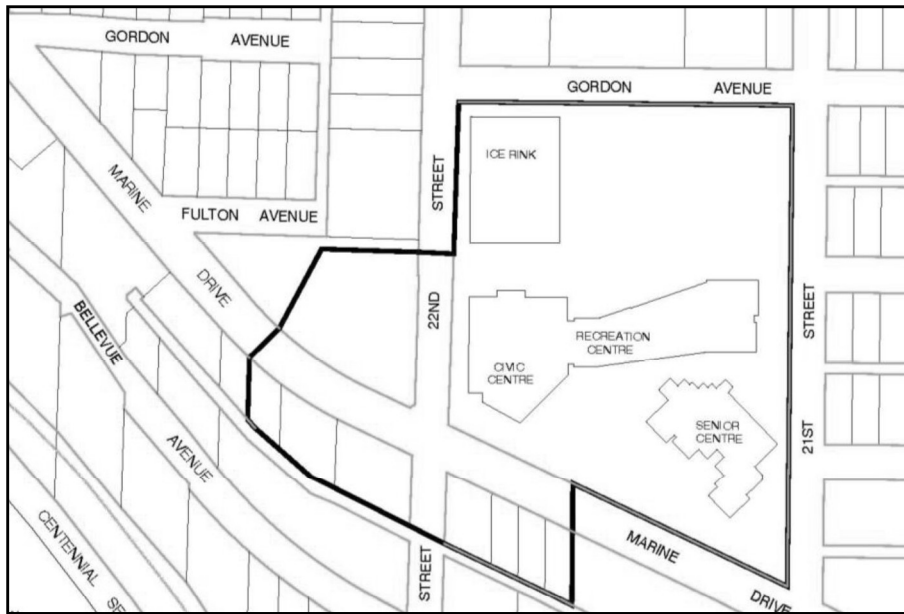 GORDON AVENUE
GORDON AVENUE
ICE RINK
MARINE
STREET
FULTON AVENUE
DRIVE
22ND
STREET
BELLEVUE
RECREATION
CENTRE
CIVIC
CENTRE
SENIOR
CENTRE
21ST
AVENUE
CENTENNIAL
MARINE
STREET
DRIVE